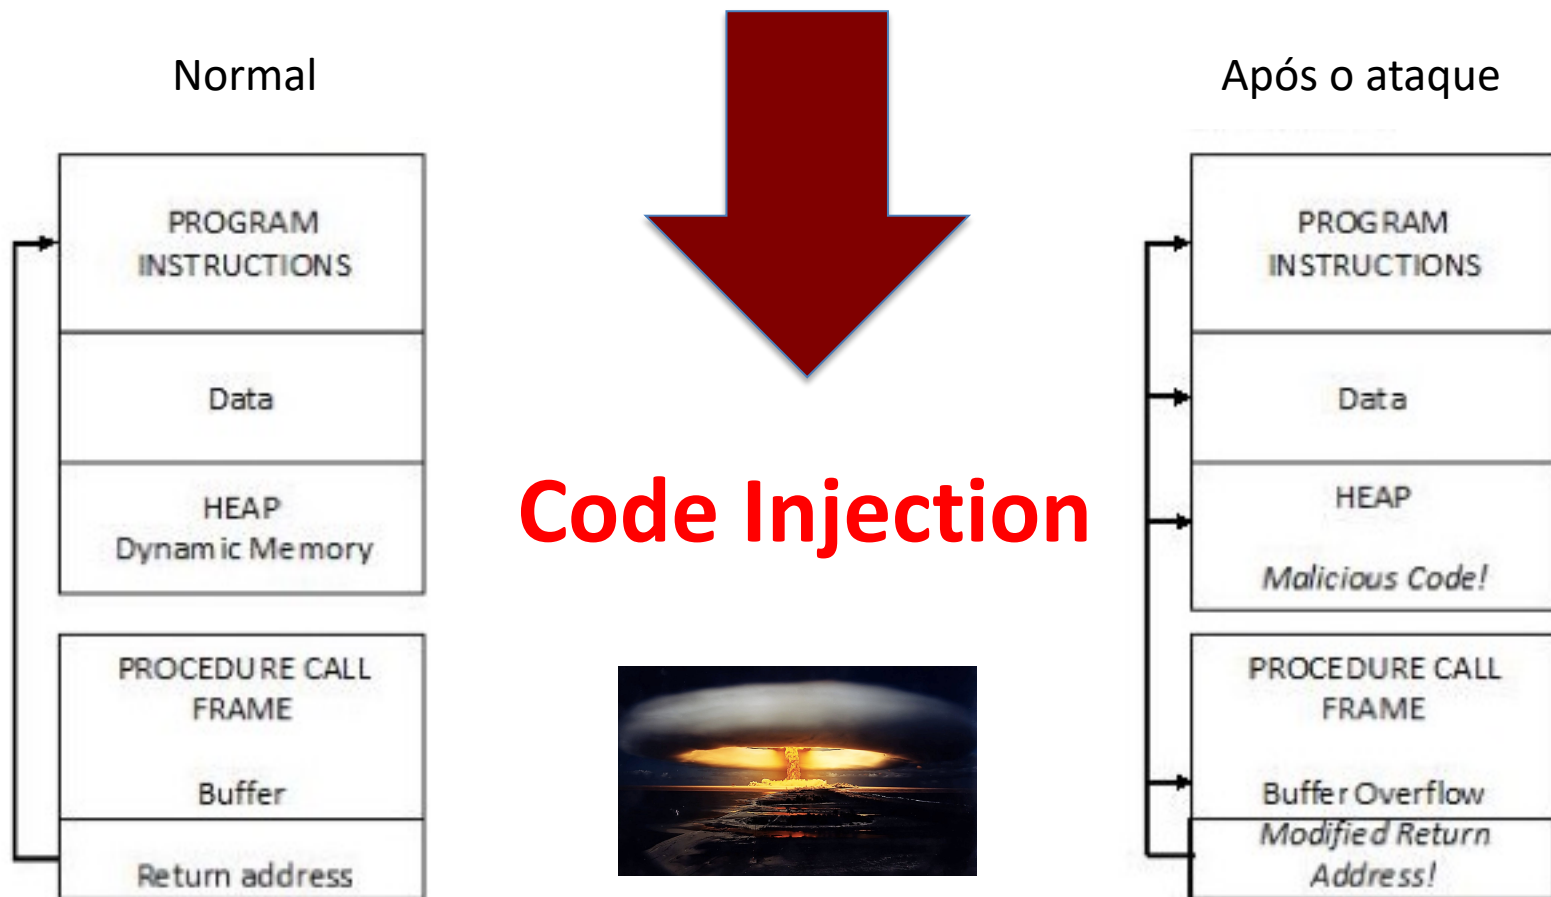 Normal
PROGRAM
INSTRUCTIONS
Data
HEAP
Dynamic Memory
PROCEDURE CALL
FRAME
Buffer
Return address
Code Injection
Após o ataque
PROGRAM
INSTRUCTIONS
Data
HEAP
Malicious Code!
PROCEDURE CALL
FRAME
Buffer Overflow
Modified Return
Address!